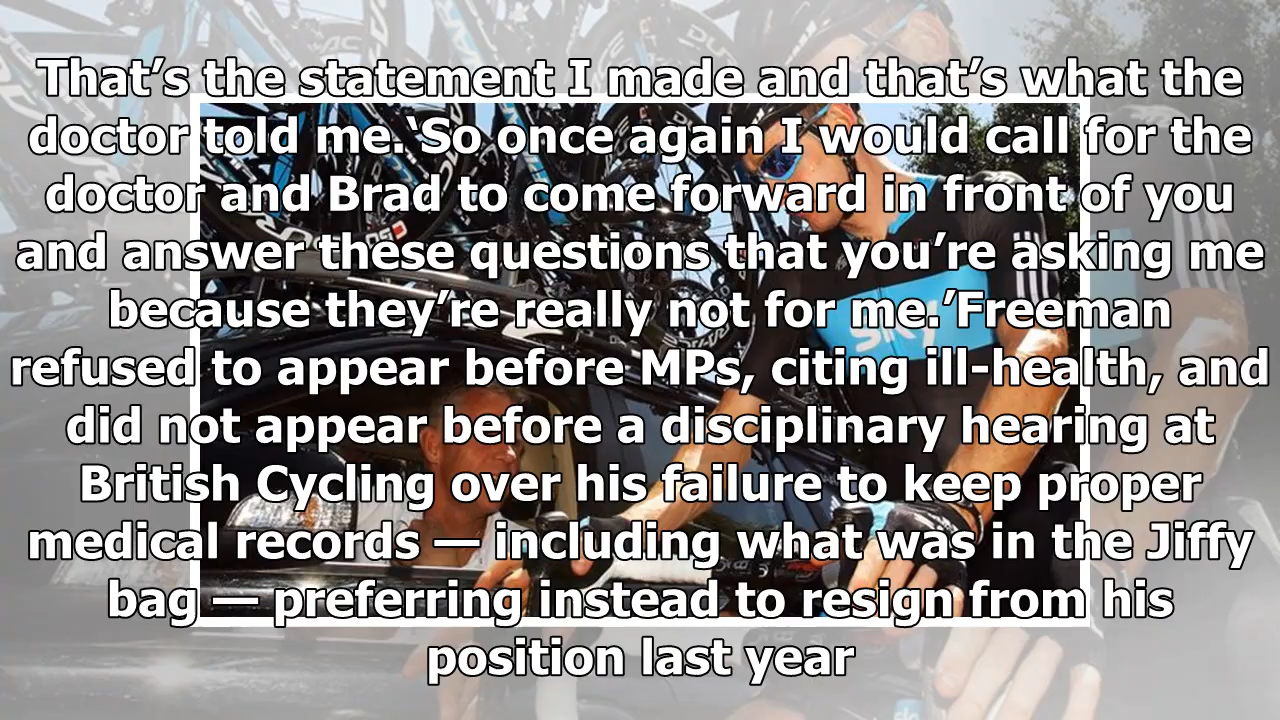 That’s the statement I made and that’s what the
doctor told me.‘So once again I would call for the
doctor and Brad to come forward in front of you
and answer these questions that you’re asking me
because they’re really not for me.’Freeman
refused to appear before MPs, citing ill-health, and
did not appear before a disciplinary hearing at
British Cycling over his failure to keep proper
medical records — including what was in the Jiffy
bag — preferring instead to resign from his
position last year
sky